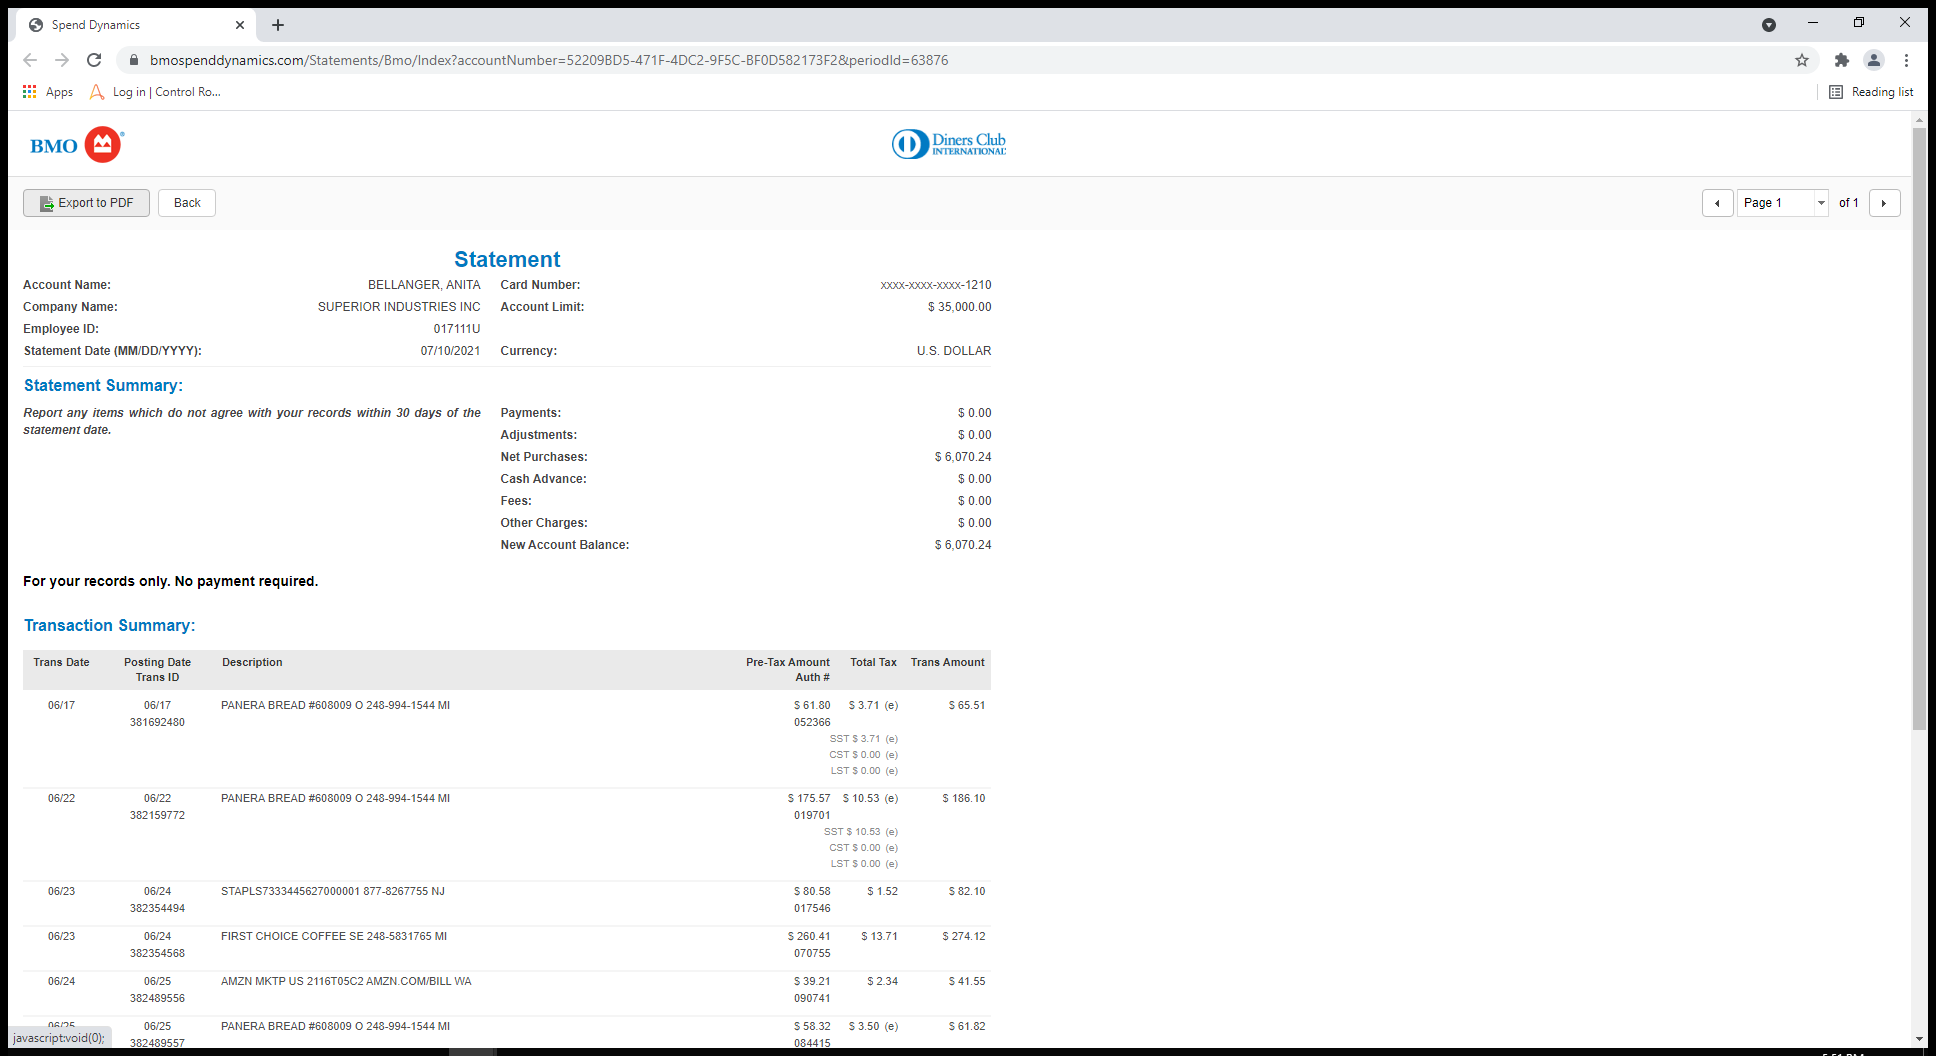 Spend Dynamics
bmospenddynamics.com/Statements/Bmo/Index?accountNumber=52209BD5-471F-4DC2-9F5C-BF0D582173F2&periodId=63876
Apps Log in | Control Ro... Reading list
BMO Diners Club
INTERNATIONAL
Export to PDF Back Page 1 of 1
Statement
Account Name: BELLANGER, ANITA Card Number: xxxx-xxxx-xxxx-1210
Company Name: SUPERIOR INDUSTRIES INC Account Limit: $ 35,000.00
Employee ID: 017111U
Statement Date (MM/DD/YYYY): 07/10/2021 Currency: U.S. DOLLAR
Statement Summary:
Report any items which do not agree with your records within 30 days of the Payments: $ 0.00
statement date.
Adjustments: $ 0.00
Net Purchases: $ 6,070.24
Cash Advance: $ 0.00
Fees: $ 0.00
Other Charges: $ 0.00
New Account Balance: $ 6,070.24
For your records only. No payment required.
Transaction Summary:
Trans Date Posting Date Description Pre-Tax Amount Total Tax Trans Amount
Trans ID Auth #
06/17 06/17 PANERA BREAD #608009 O 248-994-1544 MI $ 61.80 $ 3.71 (e) $ 65.51
381692480 052366
SST $ 3.71 (e)
CST $ 0.00 (e)
LST $ 0.00 (e)
06/22 06/22 PANERA BREAD #608009 O 248-994-1544 MI $ 175.57 $ 10.53 (e) $ 186.10
382159772 019701
SST $ 10.53 (e)
CST $ 0.00 (e)
LST $ 0.00 (e)
06/23 06/24 STAPLS7333445627000001 877-8267755 NJ $ 80.58 $ 1.52 $ 82.10
382354494 017546
06/23 06/24 FIRST CHOICE COFFEE SE 248-5831765 MI $ 260.41 $ 13.71 $ 274.12
382354568 070755
06/24 06/25 AMZN MKTP US 2116T05C2 AMZN.COM/BILL WA $ 39.21 $ 2.34 $ 41.55
382489556 090741
06/25 06/25 PANERA BREAD #608009 O 248-994-1544 MI $ 58.32 $ 3.50 (e) $ 61.82
javascript:void(0); 382489557 084415